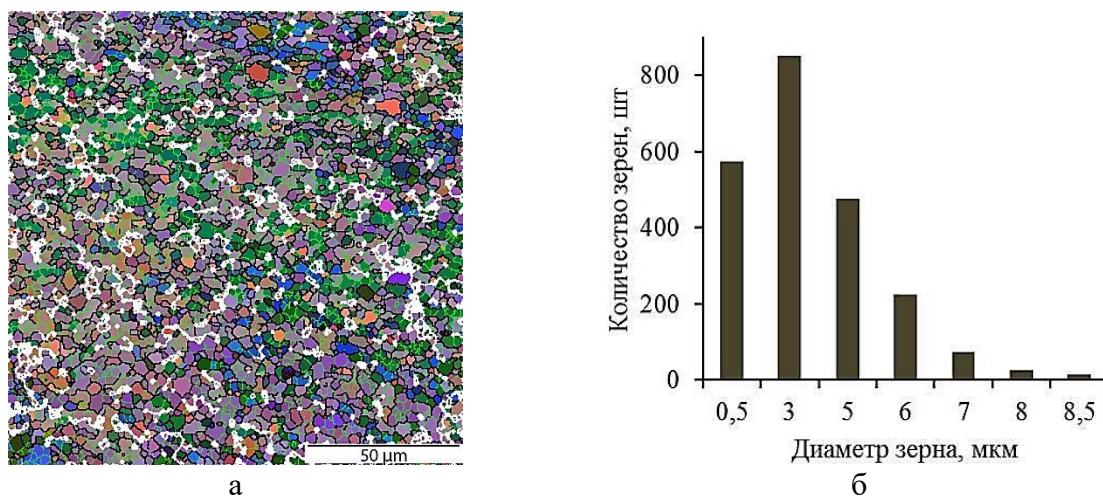 50 µm
а
Количество зерен, шт
800
600
400
200
0
0,5 3 5 6 7 8 8,5
Диаметр зерна, мкм
б